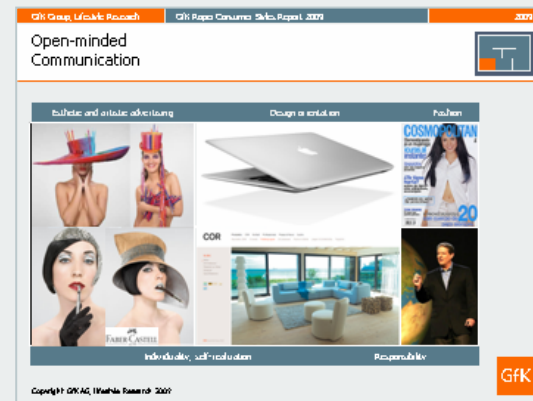 GfK Group, Lifestyle Research
GfK Roper Consumer Styles Report 2009
2009
Open-minded
Communication
Esthetic and artistic advertising
Design orientation
Fashion
COSMOPOLITAN
20
COR
FABER-CASTELL
Individuality, self-realization
Responsibility
GfK
Copyright GfK AG, Lifestyle Research 2009